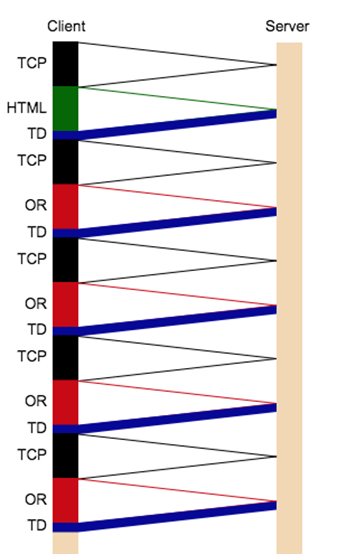 Client Server
TCP
HTML
TD
TCP
OR
TD
TCP
OR
TD
TCP
OR
TD
TCP
OR
TD